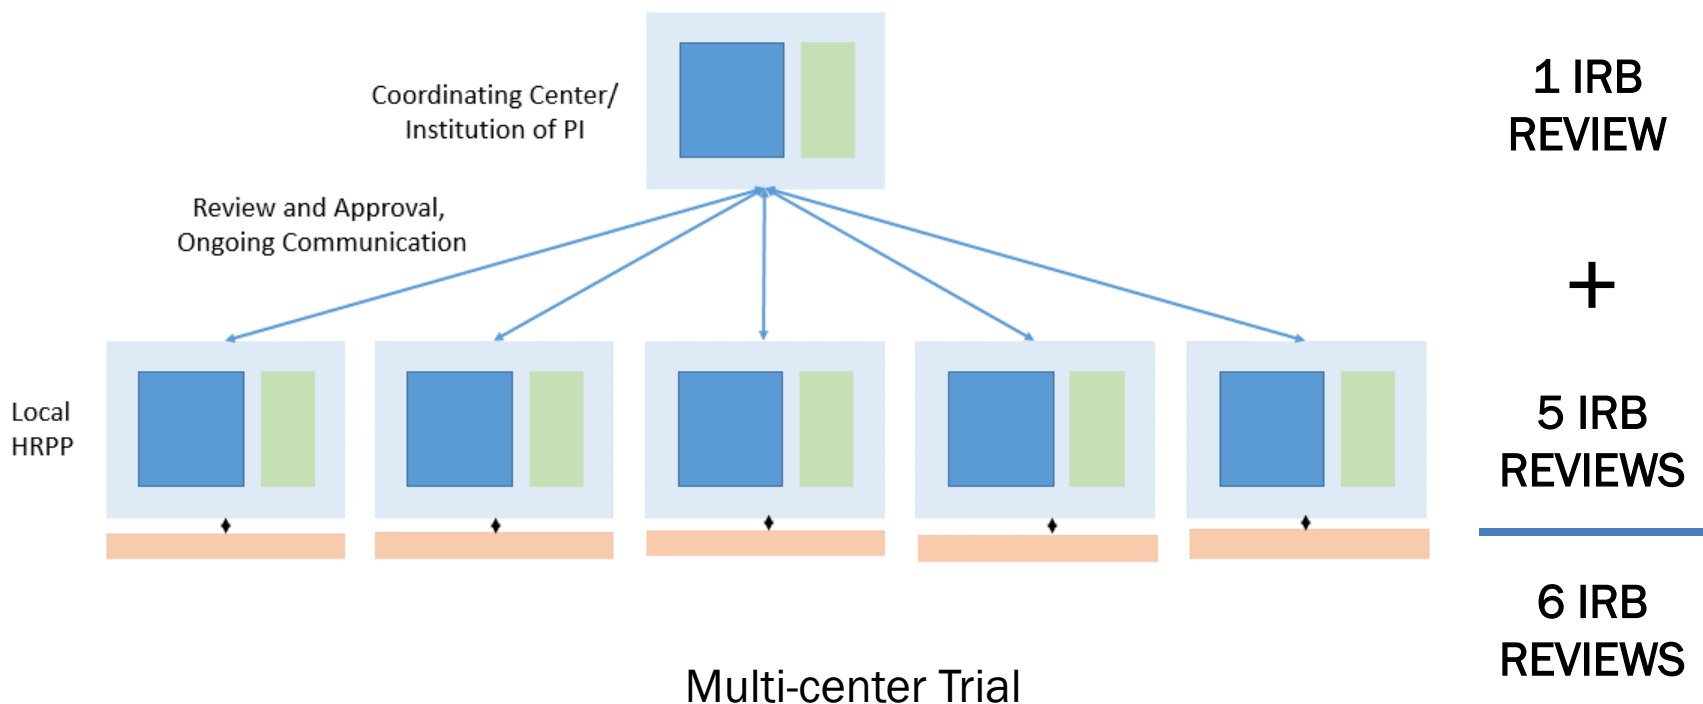 Coordinating Center/
Institution of PI
1 IRB
REVIEW
Review and Approval,
Ongoing Communication
+
Local
HRPP
5 IRB
REVIEWS
6 IRB
REVIEWS
Multi-center Trial